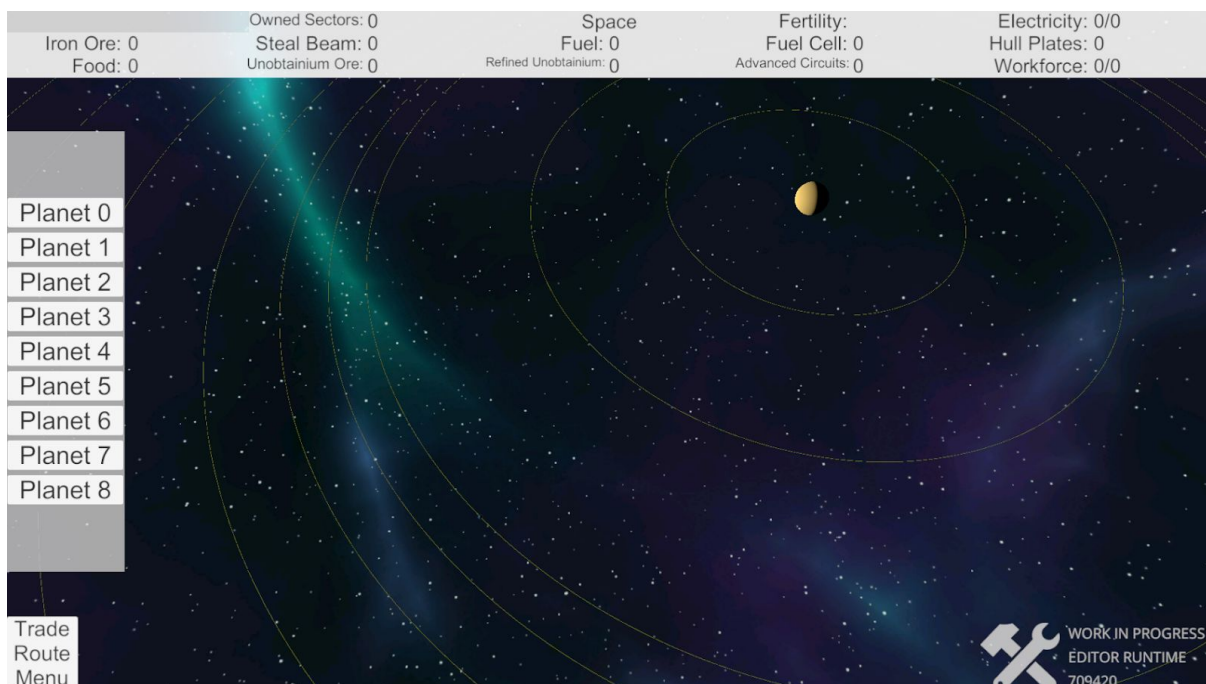 Owned Sectors: 0 Space Fertility: Electricity: 0/0
Iron Ore: 0 Steal Beam: 0 Fuel: 0 Fuel Cell: 0 Hull Plates: 0
Food: 0 Unobtainium Ore: 0 Refined Unobtainium: 0 Advanced Circuits: 0 Workforce: 0/0
Planet 0
Planet 1
Planet 2
Planet 3
Planet 4
Planet 5
Planet 6
Planet 7
Planet 8
Trade
Route
Menu
WORK IN PROGRESS
EDITOR RUNTIME
709420